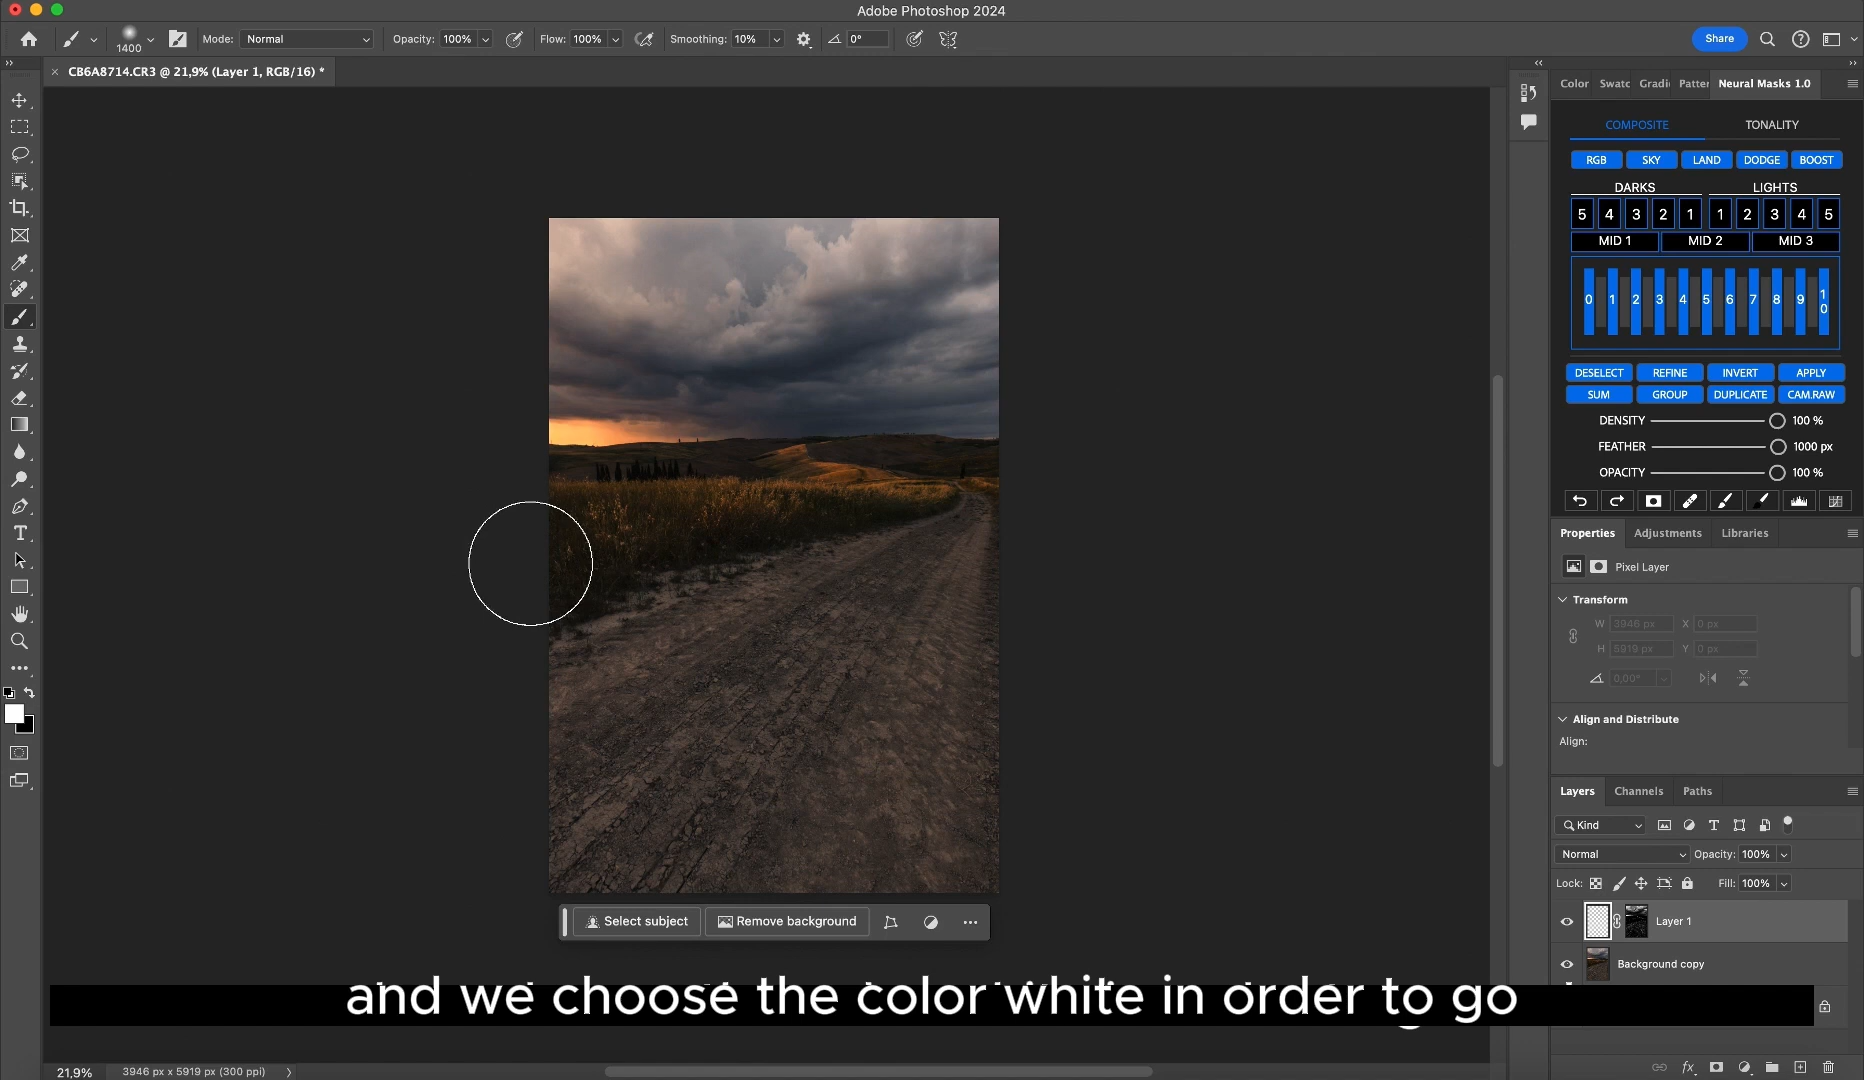 Adobe Photoshop 2024
1400
Mode: Normal
Opacity: 100%
Flow: 100%
Smoothing: 10%
0°
Share
CB6A8714.CR3 @ 21,9% (Layer 1, RGB/16) *
Color
Swatc
Gradi
Patter
Neural Masks 1.0
COMPOSITE
TONALITY
RGB
SKY
LAND
DODGE
BOOST
DARKS
LIGHTS
5 4 3 2 1 1 2 3 4 5
MID 1
MID 2
MID 3
0 1 2 3 4 5 6 7 8 9 10
DESELECT
REFINE
INVERT
APPLY
SUM
GROUP
DUPLICATE
CAM.RAW
DENSITY 100 %
FEATHER 1000 px
OPACITY 100 %
Properties
Adjustments
Libraries
Pixel Layer
Transform
W 3946 px X 0 px
H 5919 px Y 0 px
0,00°
Align and Distribute
Align:
Layers
Channels
Paths
Kind
Normal
Opacity: 100%
Lock:
Fill: 100%
Layer 1
Background copy
Select subject
Remove background
and we choose the color white in order to go
21,9%
3946 px x 5919 px (300 ppi)